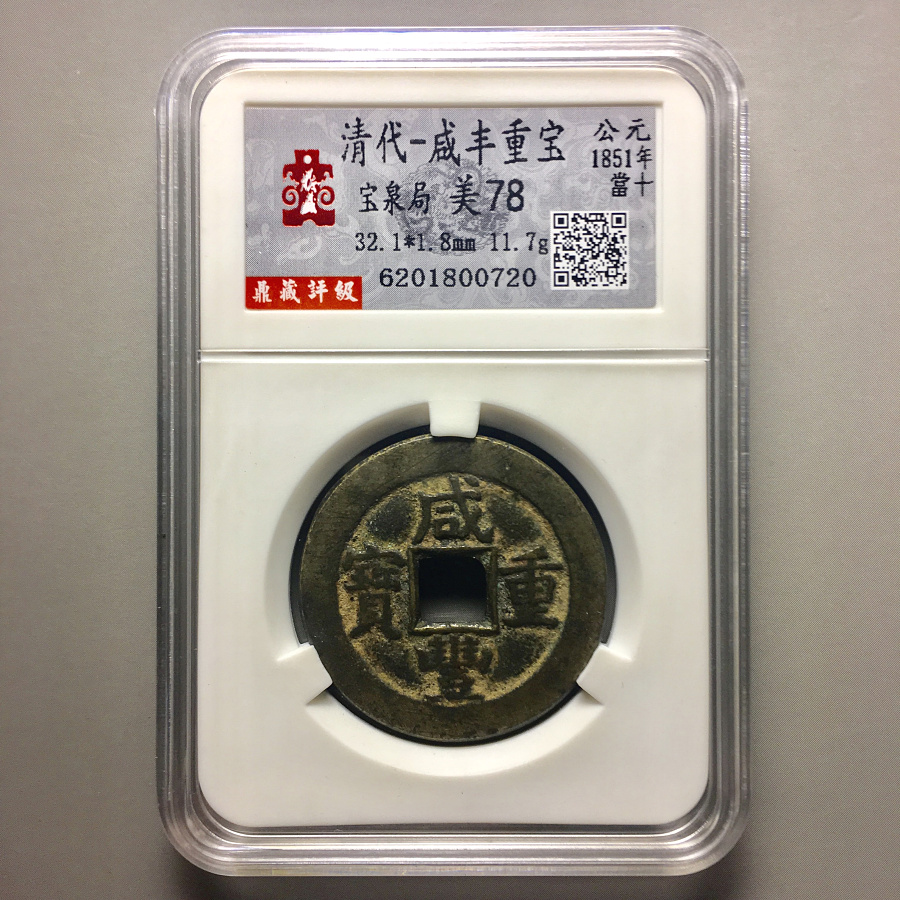 清代-咸丰重宝
公元
1851年
當十
宝泉局 美78
32.1*1.8mm 11.7g
6201800720
鼎藏評級
咸
寶 重
豐